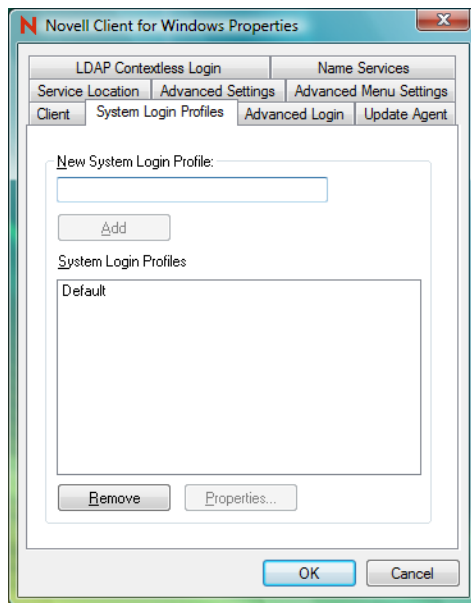 Novell Client for Windows Properties
LDAP Contextless Login Name Services
Service Location Advanced Settings Advanced Menu Settings
Client System Login Profiles Advanced Login Update Agent
New System Login Profile:
Add
System Login Profiles
Default
Remove Properties...
OK Cancel